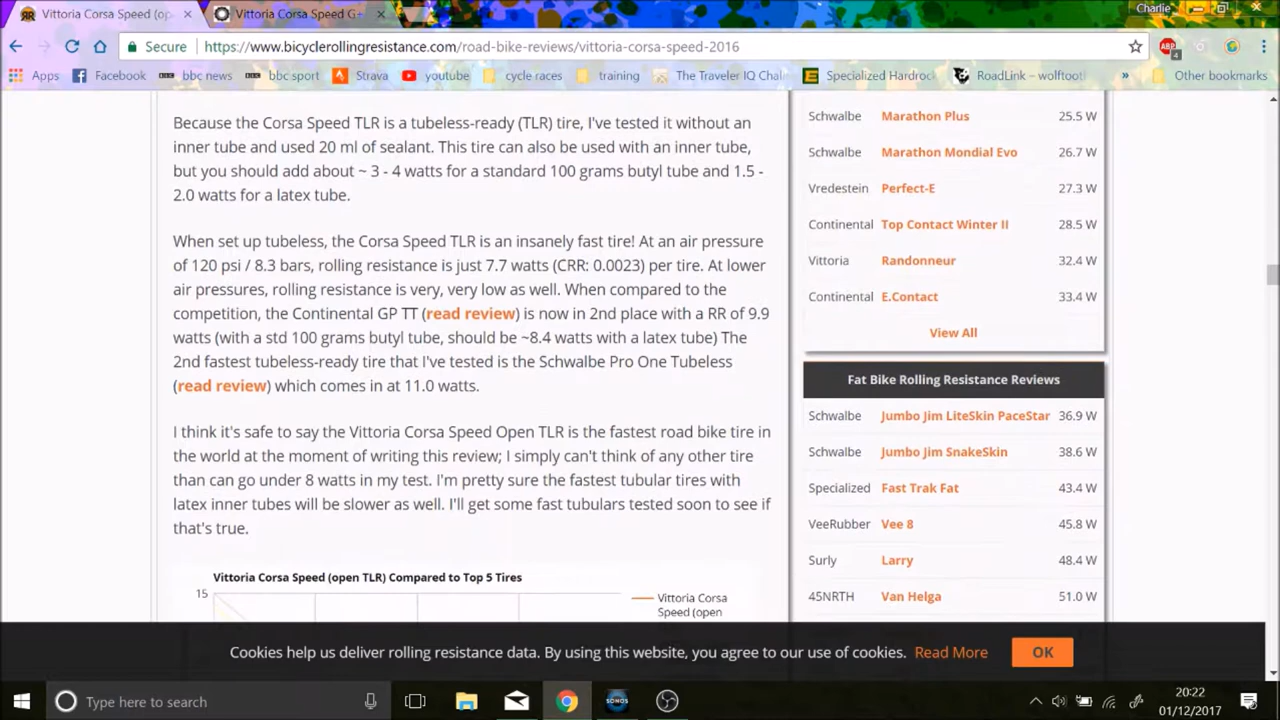 Vittoria Corsa Speed (op
Vittoria Corsa Speed G+
Charlie
Secure
https://www.bicyclerollingresistance.com/road-bike-reviews/vittoria-corsa-speed-2016
ABP
4
Apps
Facebook
BBC
bbc news
BBC
bbc sport
Strava
youtube
cycle races
training
The Traveler IQ Chal
Specialized Hardroc
RoadLink – wolftoot
»
Other bookmarks
Because the Corsa Speed TLR is a tubeless-ready (TLR) tire, I've tested it without an
inner tube and used 20 ml of sealant. This tire can also be used with an inner tube,
but you should add about ~ 3 - 4 watts for a standard 100 grams butyl tube and 1.5 -
2.0 watts for a latex tube.
When set up tubeless, the Corsa Speed TLR is an insanely fast tire! At an air pressure
of 120 psi / 8.3 bars, rolling resistance is just 7.7 watts (CRR: 0.0023) per tire. At lower
air pressures, rolling resistance is very, very low as well. When compared to the
competition, the Continental GP TT (read review) is now in 2nd place with a RR of 9.9
watts (with a std 100 grams butyl tube, should be ~8.4 watts with a latex tube) The
2nd fastest tubeless-ready tire that I've tested is the Schwalbe Pro One Tubeless
(read review) which comes in at 11.0 watts.
I think it's safe to say the Vittoria Corsa Speed Open TLR is the fastest road bike tire in
the world at the moment of writing this review; I simply can't think of any other tire
than can go under 8 watts in my test. I'm pretty sure the fastest tubular tires with
latex inner tubes will be slower as well. I'll get some fast tubulars tested soon to see if
that's true.
Vittoria Corsa Speed (open TLR) Compared to Top 5 Tires
15
Vittoria Corsa
Speed (open
Schwalbe Marathon Plus 25.5 W
Schwalbe Marathon Mondial Evo 26.7 W
Vredestein Perfect-E 27.3 W
Continental Top Contact Winter II 28.5 W
Vittoria Randonneur 32.4 W
Continental E.Contact 33.4 W
View All
Fat Bike Rolling Resistance Reviews
Schwalbe Jumbo Jim LiteSkin PaceStar 36.9 W
Schwalbe Jumbo Jim SnakeSkin 38.6 W
Specialized Fast Trak Fat 43.4 W
VeeRubber Vee 8 45.8 W
Surly Larry 48.4 W
45NRTH Van Helga 51.0 W
Cookies help us deliver rolling resistance data. By using this website, you agree to our use of cookies. Read More OK
Type here to search
SONOS
20:22
01/12/2017